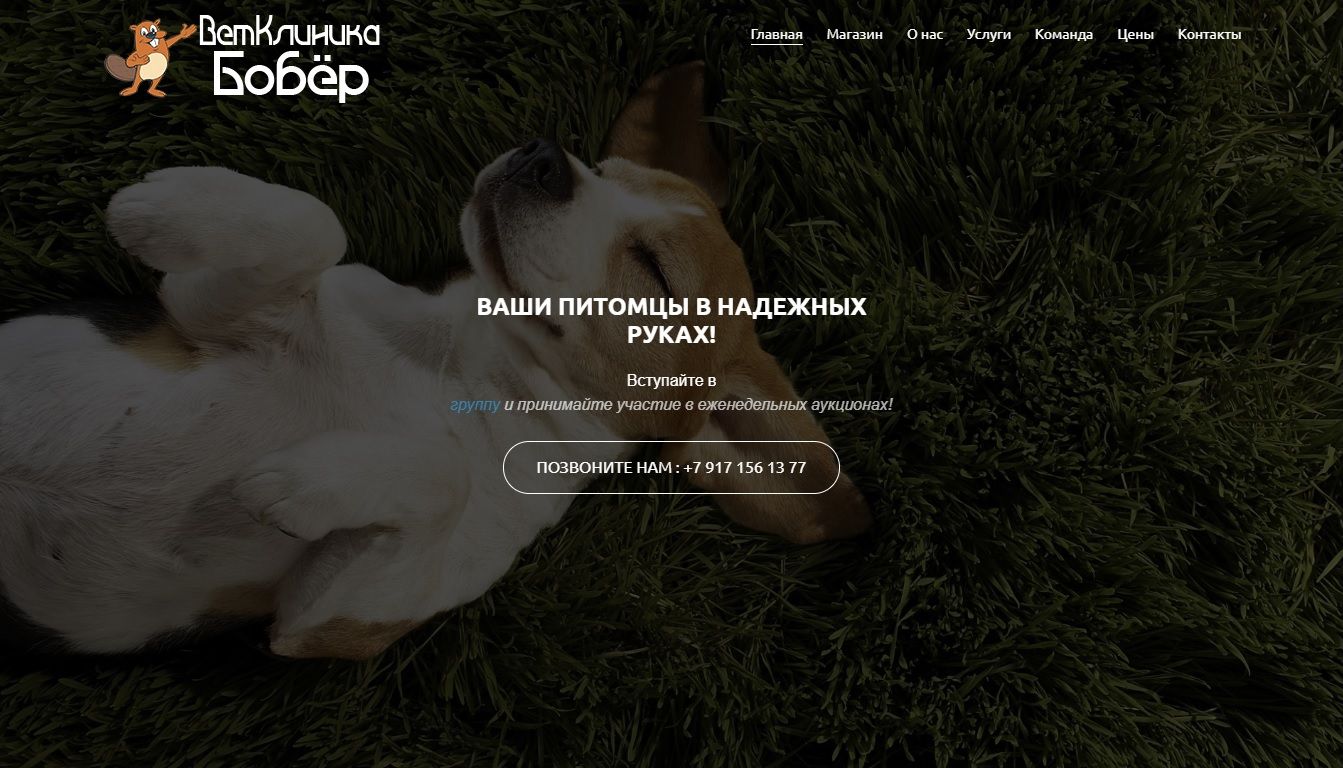 ВетКлиника
Бобёр
Главная Магазин О нас Услуги Команда Цены Контакты
ВАШИ ПИТОМЦЫ В НАДЕЖНЫХ
РУКАХ!
Вступайте в
группу и принимайте участие в еженедельных аукционах!
ПОЗВОНИТЕ НАМ : +7 917 156 13 77